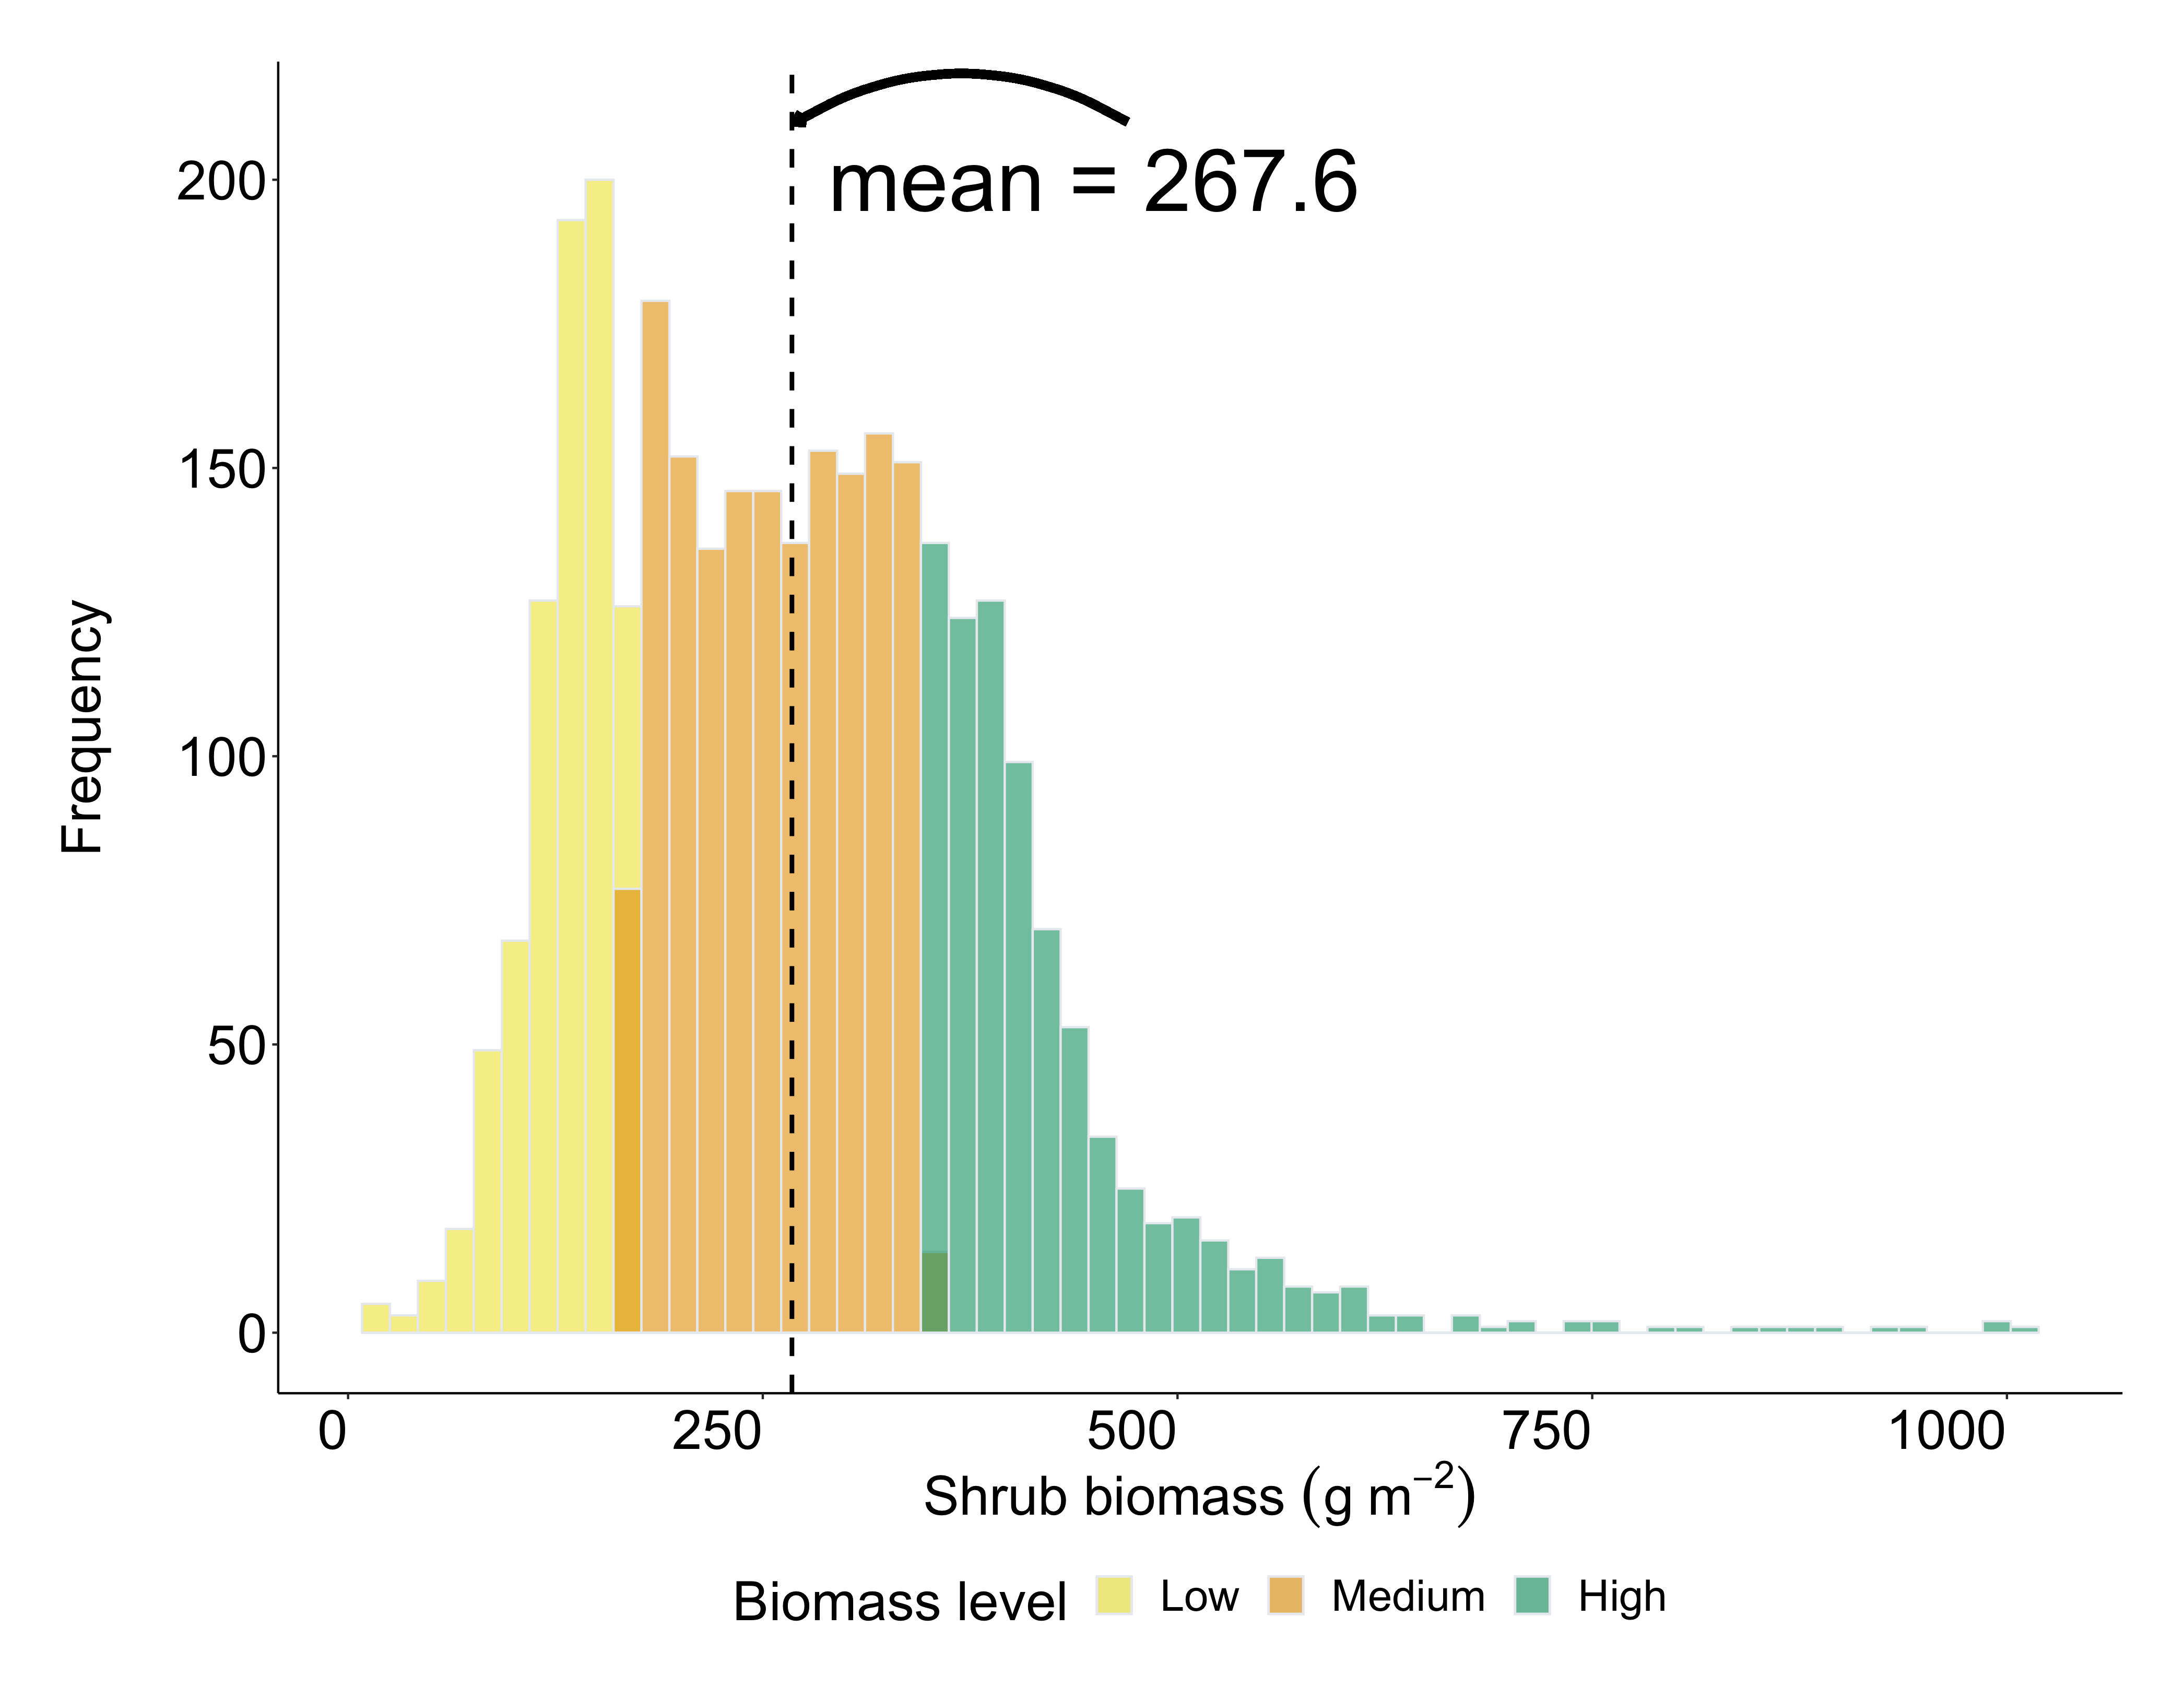 mean = 267.6
200
150
100
50
0
Frequency
0 250 500 750 1000
Shrub biomass (g m⁻²)
Biomass level Low Medium High